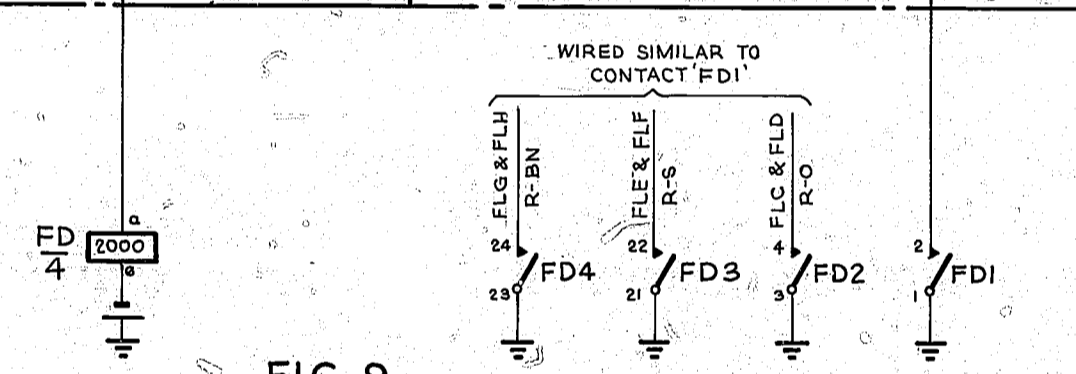 WIRED SIMILAR TO
CONTACT 'FD1'
FLG & FLH
R-BN
FLE & FLF
R-S
FLC & FLD
R-O
a
FD
4
2000
e
24
FD4
23
22
FD3
21
4
FD2
3
2
FD1
1